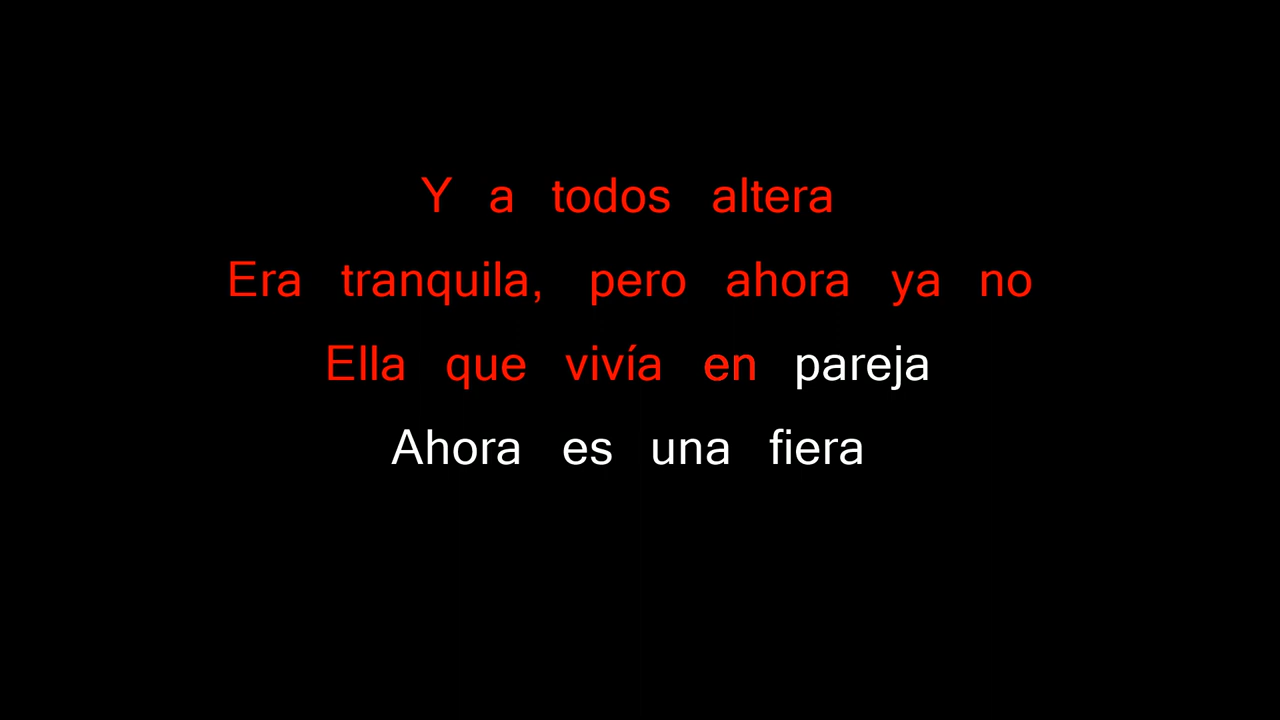 Y a todos altera
Era tranquila, pero ahora ya no
Ella que vivía en pareja
Ahora es una fiera